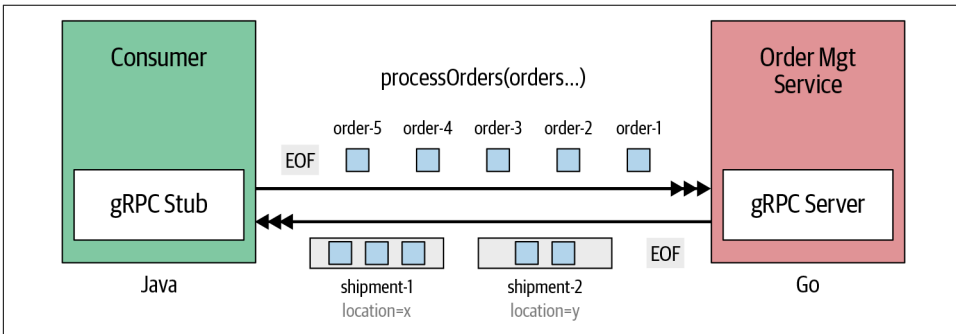 Consumer
Order Mgt
Service
processOrders(orders...)
order-5
order-4
order-3
order-2
order-1
EOF
gRPC Stub
gRPC Server
EOF
shipment-1
location=x
shipment-2
location=y
Java
Go